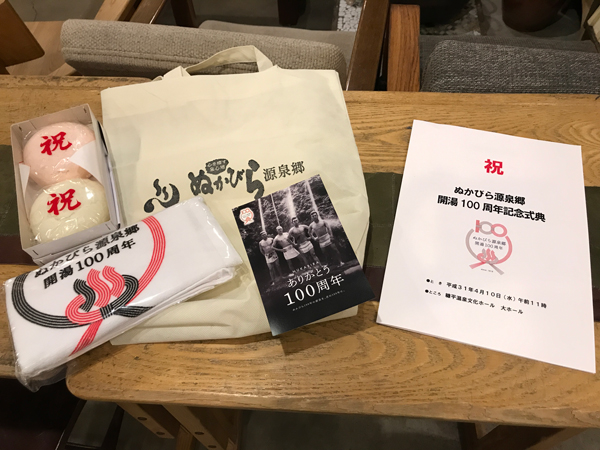 祝
祝
ぬかびら源泉郷
開湯100周年
ぬかびら
源泉郷
ありがとう
100周年
祝
ぬかびら源泉郷
開湯100周年記念式典
100
ぬかびら源泉郷
開湯100周年
●と き 平成31年4月10日(水)午前11時
●ところ 糠平温泉文化ホール 大ホール